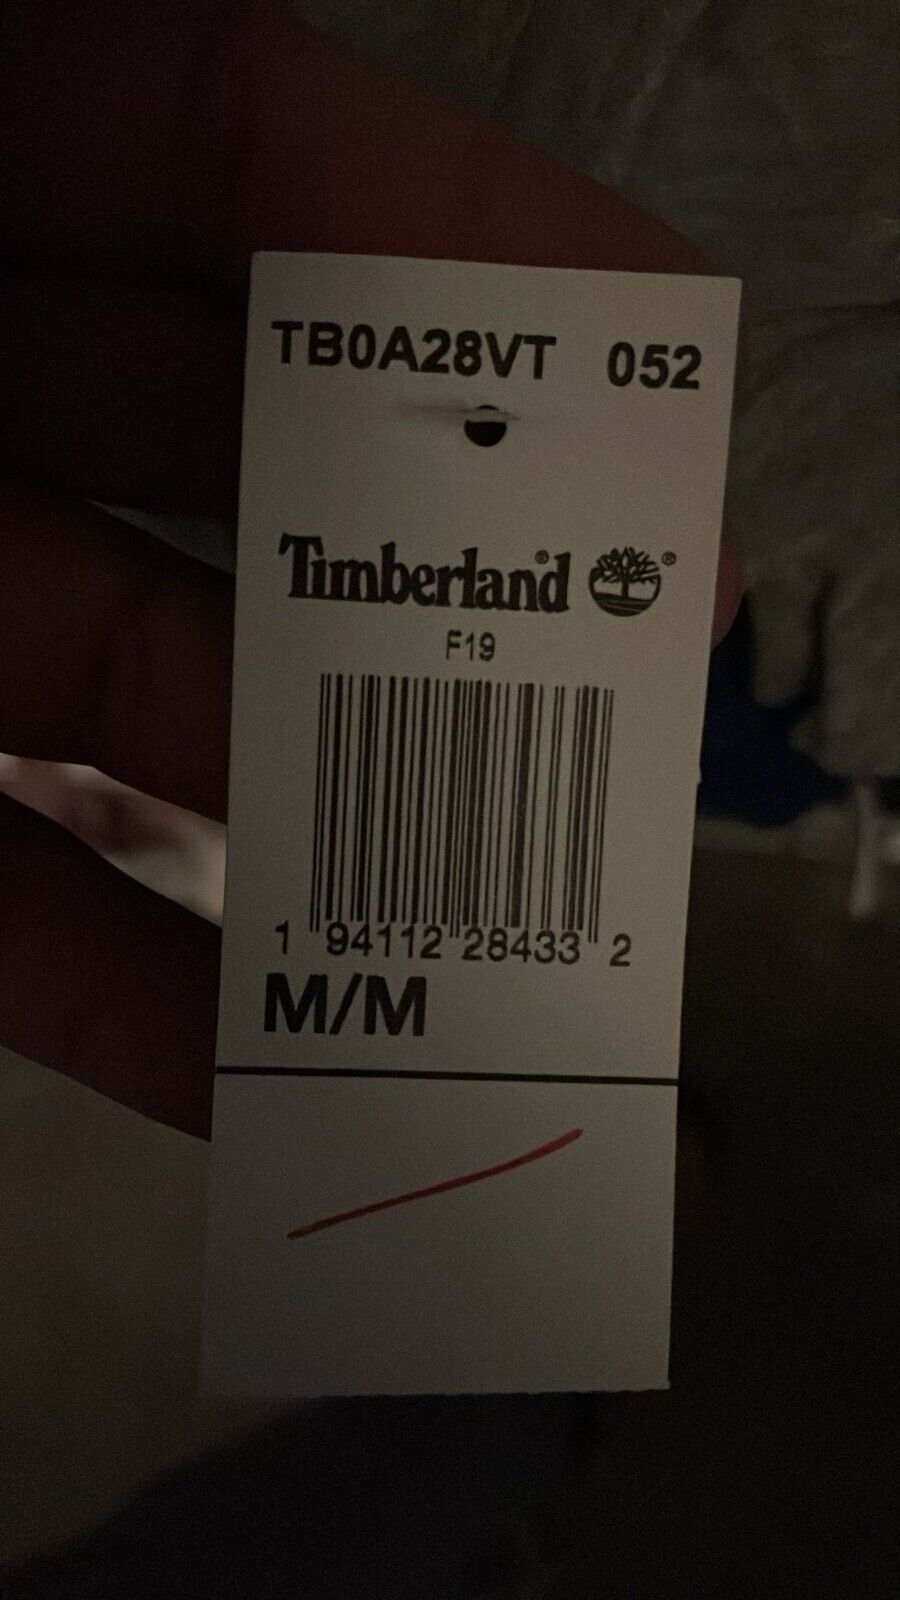 TB0A28VT 052
Timberland® ®
F19
1 94112 28433 2
M/M